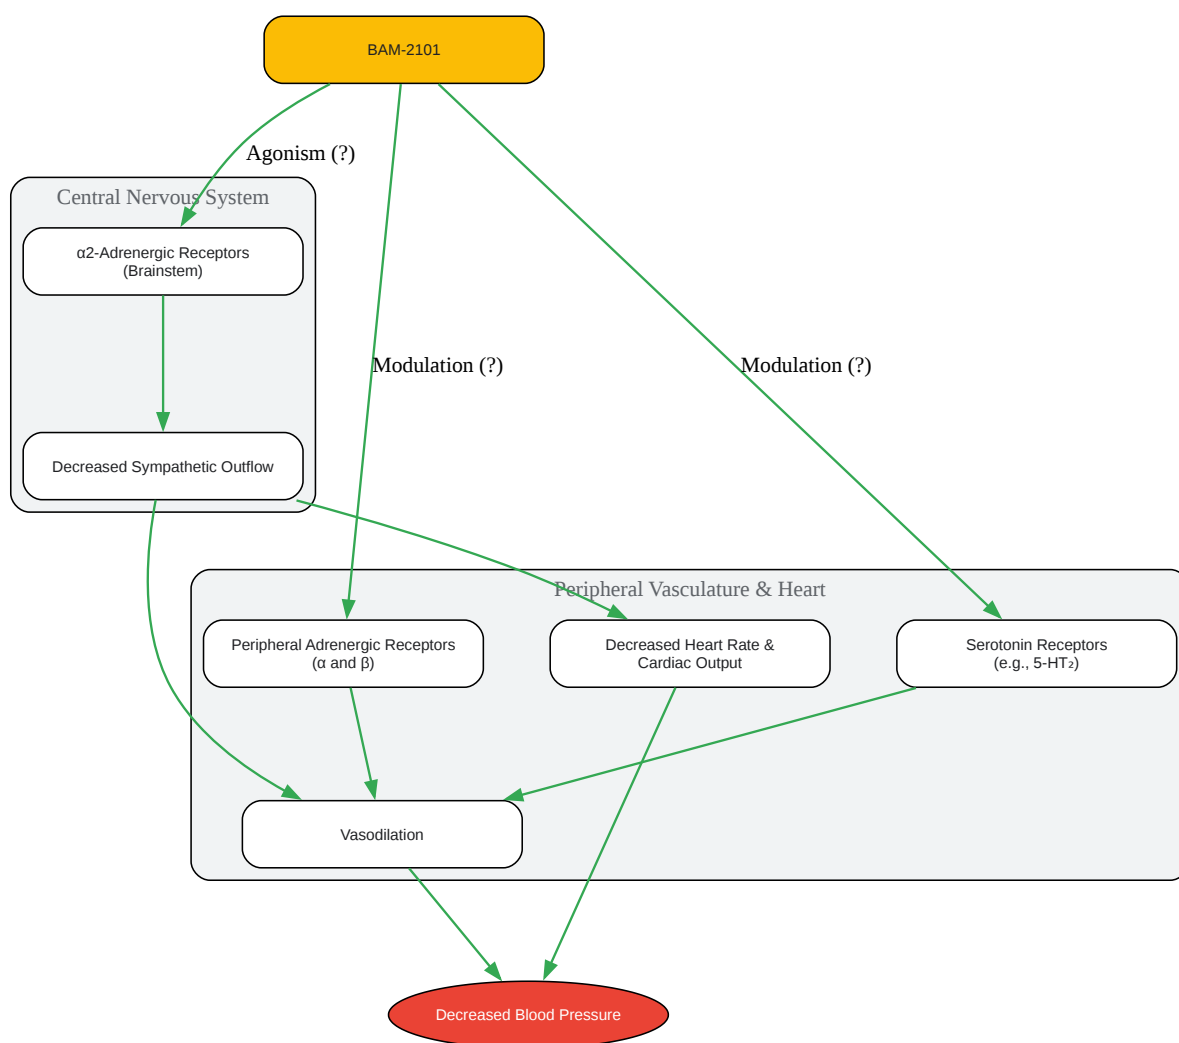 BAM-2101
Agonism (?)
Central Nervous System
α2-Adrenergic Receptors
(Brainstem)
Modulation (?)
Modulation (?)
Decreased Sympathetic Outflow
Peripheral Vasculature & Heart
Peripheral Adrenergic Receptors
(α and β)
Decreased Heart Rate &
Cardiac Output
Serotonin Receptors
(e.g., 5-HT₂)
Vasodilation
Decreased Blood Pressure